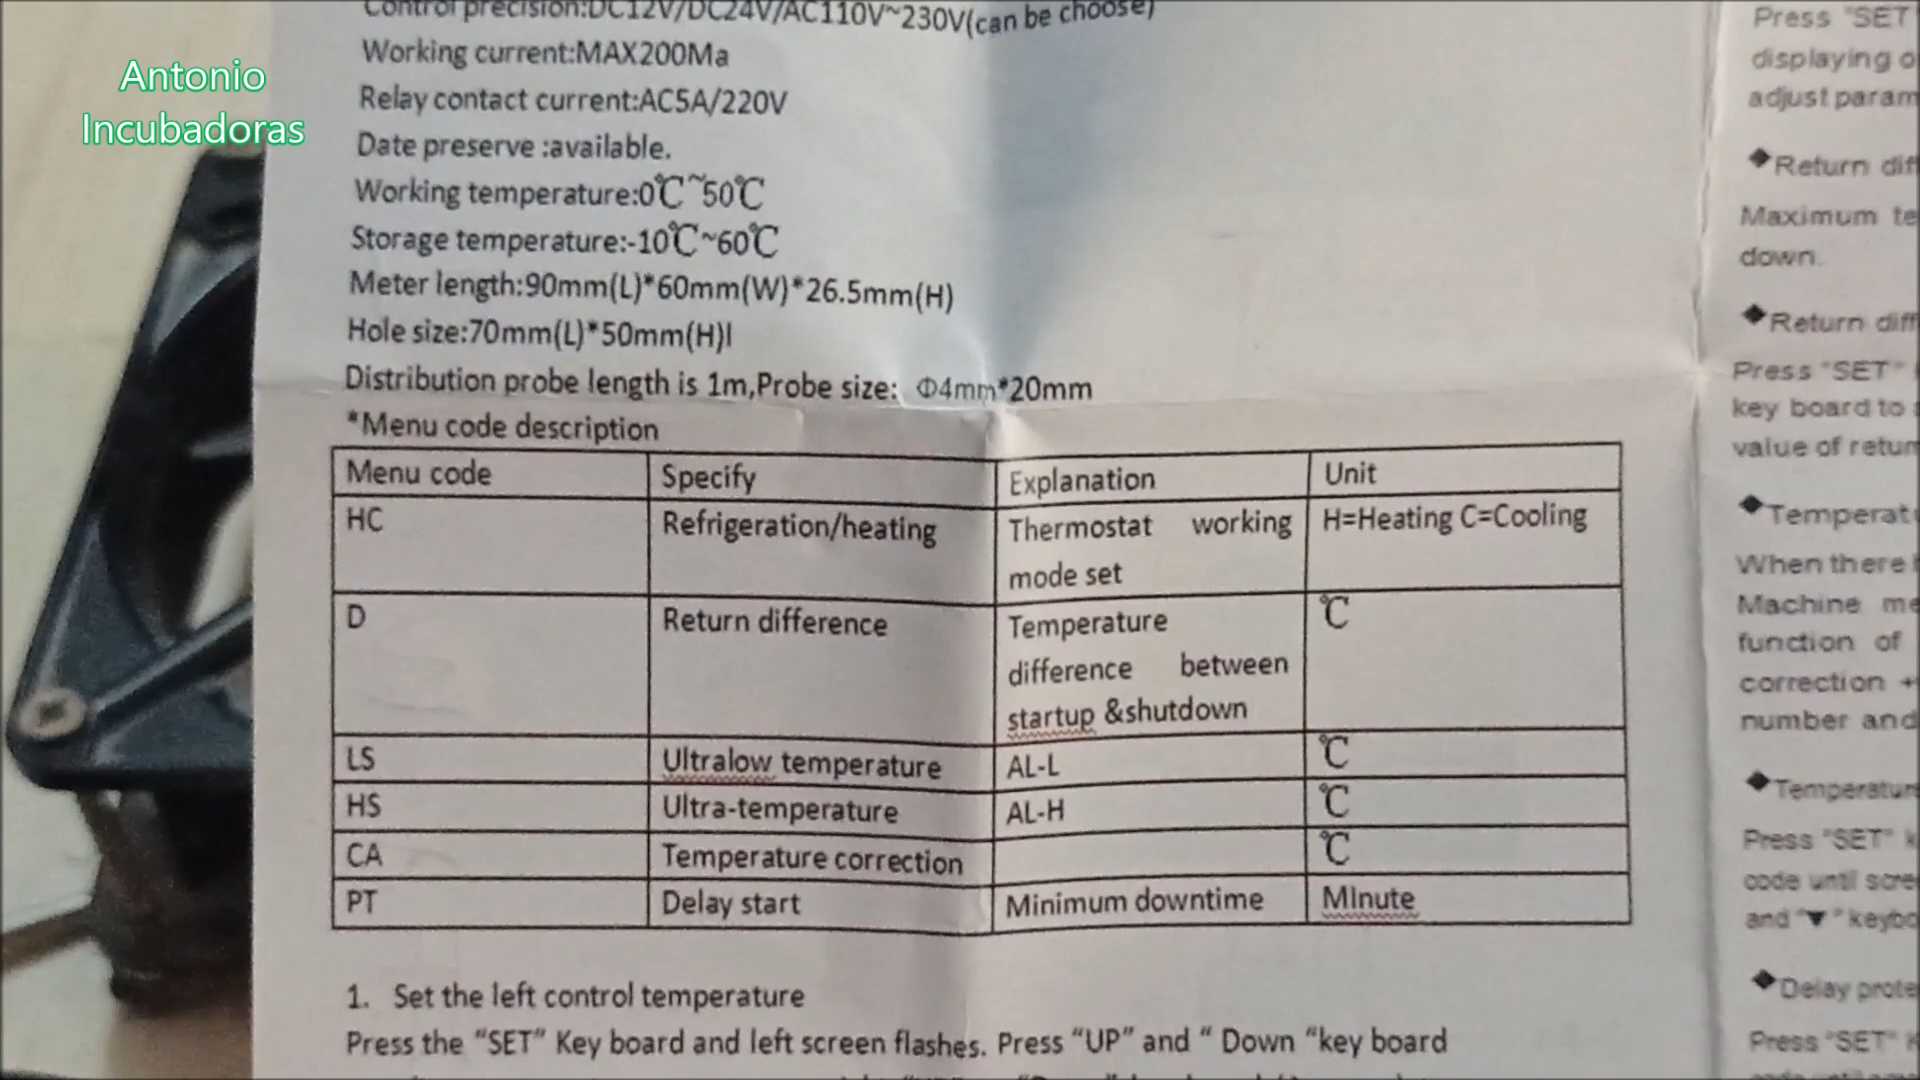 Antonio
Incubadoras
Control precision:DC12V/DC24V/AC110V~230V(can be choose)
Working current:MAX200Ma
Relay contact current:AC5A/220V
Date preserve :available.
Working temperature:0℃~50℃
Storage temperature:-10℃~60℃
Meter length:90mm(L)*60mm(W)*26.5mm(H)
Hole size:70mm(L)*50mm(H)l
Distribution probe length is 1m,Probe size: Φ4mm*20mm
*Menu code description
Menu code Specify Explanation Unit
HC Refrigeration/heating Thermostat working H=Heating C=Cooling
mode set
D Return difference Temperature ℃
difference between
startup &shutdown
LS Ultralow temperature AL-L ℃
HS Ultra-temperature AL-H ℃
CA Temperature correction ℃
PT Delay start Minimum downtime MInute
1. Set the left control temperature
Press the “SET” Key board and left screen flashes. Press “UP” and “ Down “key board
Press "SET
displaying
adjust
◆Return
Maximum
down.
◆Return
Press "SET"
key board to
value of
◆
When there
Machine
function of
correction +
number and
◆
Press "SET"
code until
and "▼"
◆Delay
Press "SET"